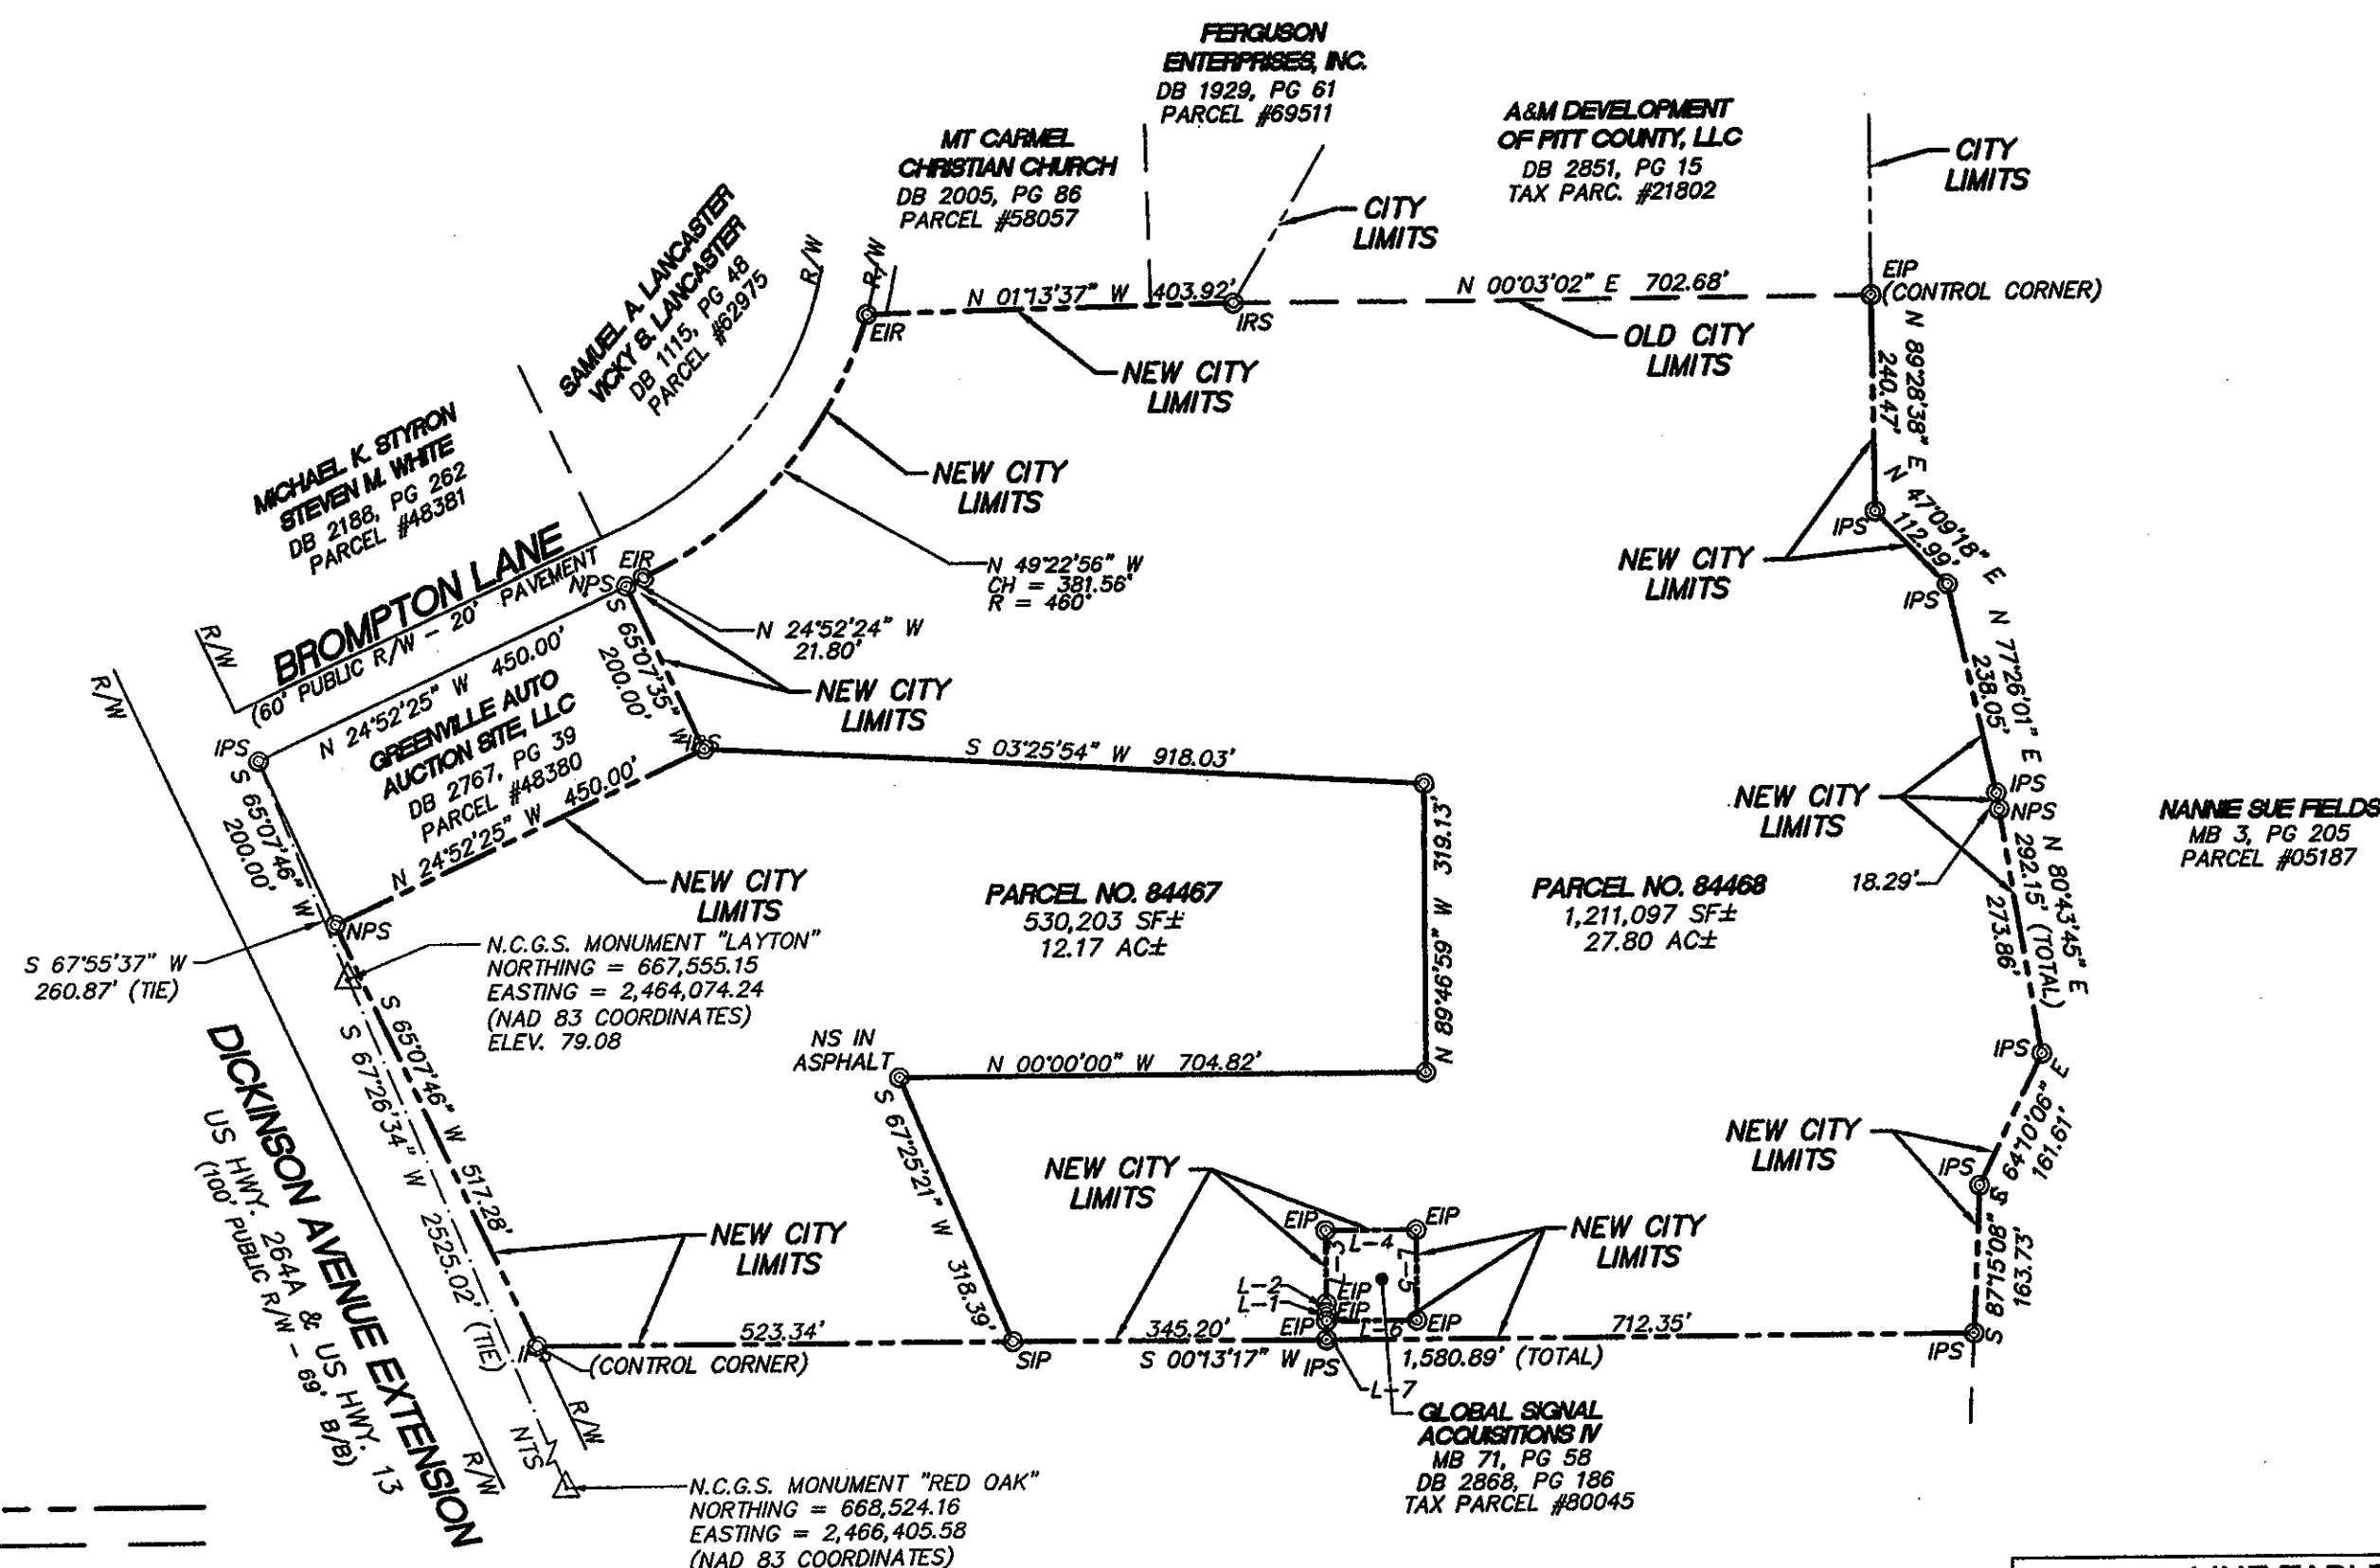 FERGUSON
ENTERPRISES, INC.
DB 1929, PG 61
PARCEL #69511
A&M DEVELOPMENT
OF PITT COUNTY, LLC
DB 2851, PG 15
TAX PARC. #21802
CITY
LIMITS
MT CARMEL
CHRISTIAN CHURCH
DB 2005, PG 86
PARCEL #58057
CITY
LIMITS
SAMUEL A. LANCASTER
VICKY S. LANCASTER
DB 1115, PG 48
PARCEL #62975
R/W
R/W
EIR
N 01°13'37" W 403.92'
IRS
N 00°03'02" E 702.68'
EIP
(CONTROL CORNER)
OLD CITY
LIMITS
NEW CITY
LIMITS
N 89°28'38" E
240.47'
MICHAEL K. STYRON
STEVEN M. WHITE
DB 2188, PG 262
PARCEL #48381
NEW CITY
LIMITS
IPS
N 47°09'18" E
112.99'
NEW CITY
LIMITS
IPS
N 49°22'56" W
CH = 381.56'
R = 460'
BROMPTON LANE
(60' PUBLIC R/W - 20' PAVEMENT
EIR
NPS
N 24°52'24" W
21.80'
R/W
R/W
N 24°52'25" W 450.00'
S 65°07'35" W
200.00'
NEW CITY
LIMITS
N 77°26'01" E
238.05'
IPS
GREENVILLE AUTO
AUCTION SITE, LLC
DB 2767, PG 39
PARCEL #48380
S 65°07'46" W
200.00'
N 24°52'25" W 450.00'
IPS
S 03°25'54" W 918.03'
NEW CITY
LIMITS
IPS
NPS
NANNIE SUE FIELDS
MB 3, PG 205
PARCEL #05187
N 89°46'59" W 319.13'
NEW CITY
LIMITS
PARCEL NO. 84467
530,203 SF±
12.17 AC±
PARCEL NO. 84468
1,211,097 SF±
27.80 AC±
18.29'
N 80°43'45" E
292.15' (TOTAL)
273.86'
NPS
S 67°55'37" W
260.87' (TIE)
N.C.G.S. MONUMENT "LAYTON"
NORTHING = 667,555.15
EASTING = 2,464,074.24
(NAD 83 COORDINATES)
ELEV. 79.08
NS IN
ASPHALT
N 00°00'00" W 704.82'
IPS
S 64°10'06" E
161.61'
S 65°07'46" W 517.28'
S 67°26'34" W 2525.02' (TIE)
DICKINSON AVENUE EXTENSION
US HWY. 264A & US HWY. 13
(100' PUBLIC R/W - 69' B/B)
S 67°25'21" W 318.39'
NEW CITY
LIMITS
NEW CITY
LIMITS
IPS
S 87°15'08" E
163.73'
NEW CITY
LIMITS
EIP
EIP
L-4
L-3
L-5
L-2
L-1
EIP
EIP
EIP
EIP
L-6
NEW CITY
LIMITS
523.34'
345.20'
712.35'
IPS
(CONTROL CORNER)
SIP
S 00°13'17" W
IPS
1,580.89' (TOTAL)
IPS
L-7
GLOBAL SIGNAL
ACQUISITIONS IV
MB 71, PG 58
DB 2868, PG 186
TAX PARCEL #80045
R/W
NTS
R/W
N.C.G.S. MONUMENT "RED OAK"
NORTHING = 668,524.16
EASTING = 2,466,405.58
(NAD 83 COORDINATES)